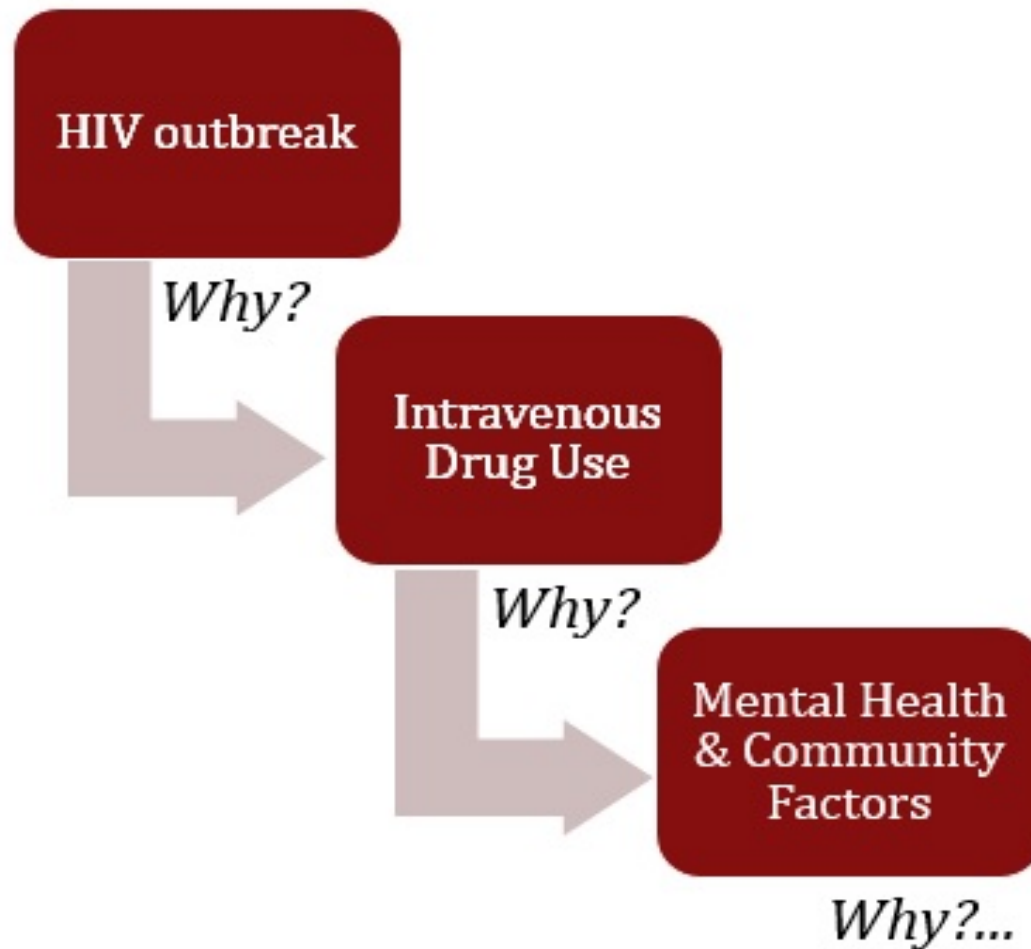 HIV outbreak
Why?
Intravenous
Drug Use
Why?
Mental Health
& Community
Factors
Why?...